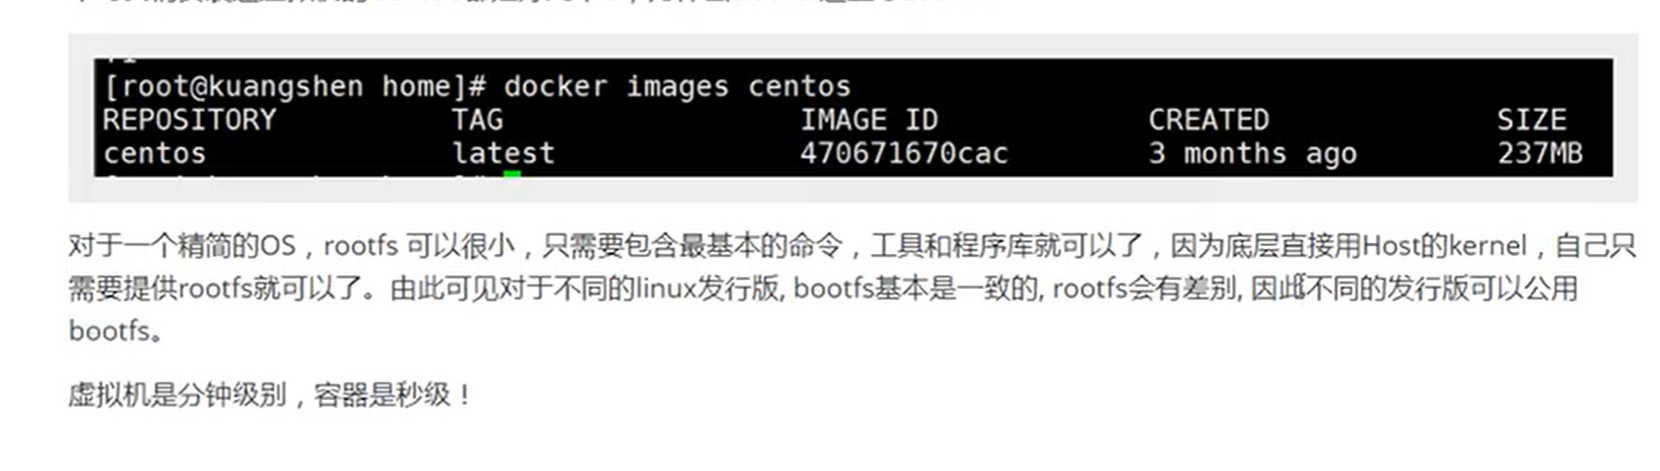 [root@kuangshen home]# docker images centos
REPOSITORY TAG IMAGE ID CREATED SIZE
centos latest 470671670cac 3 months ago 237MB
对于一个精简的OS，rootfs 可以很小，只需要包含最基本的命令，工具和程序库就可以了，因为底层直接用Host的kernel，自己只
需要提供rootfs就可以了。由此可见对于不同的linux发行版, bootfs基本是一致的, rootfs会有差别, 因此不同的发行版可以公用
bootfs。
虚拟机是分钟级别，容器是秒级！